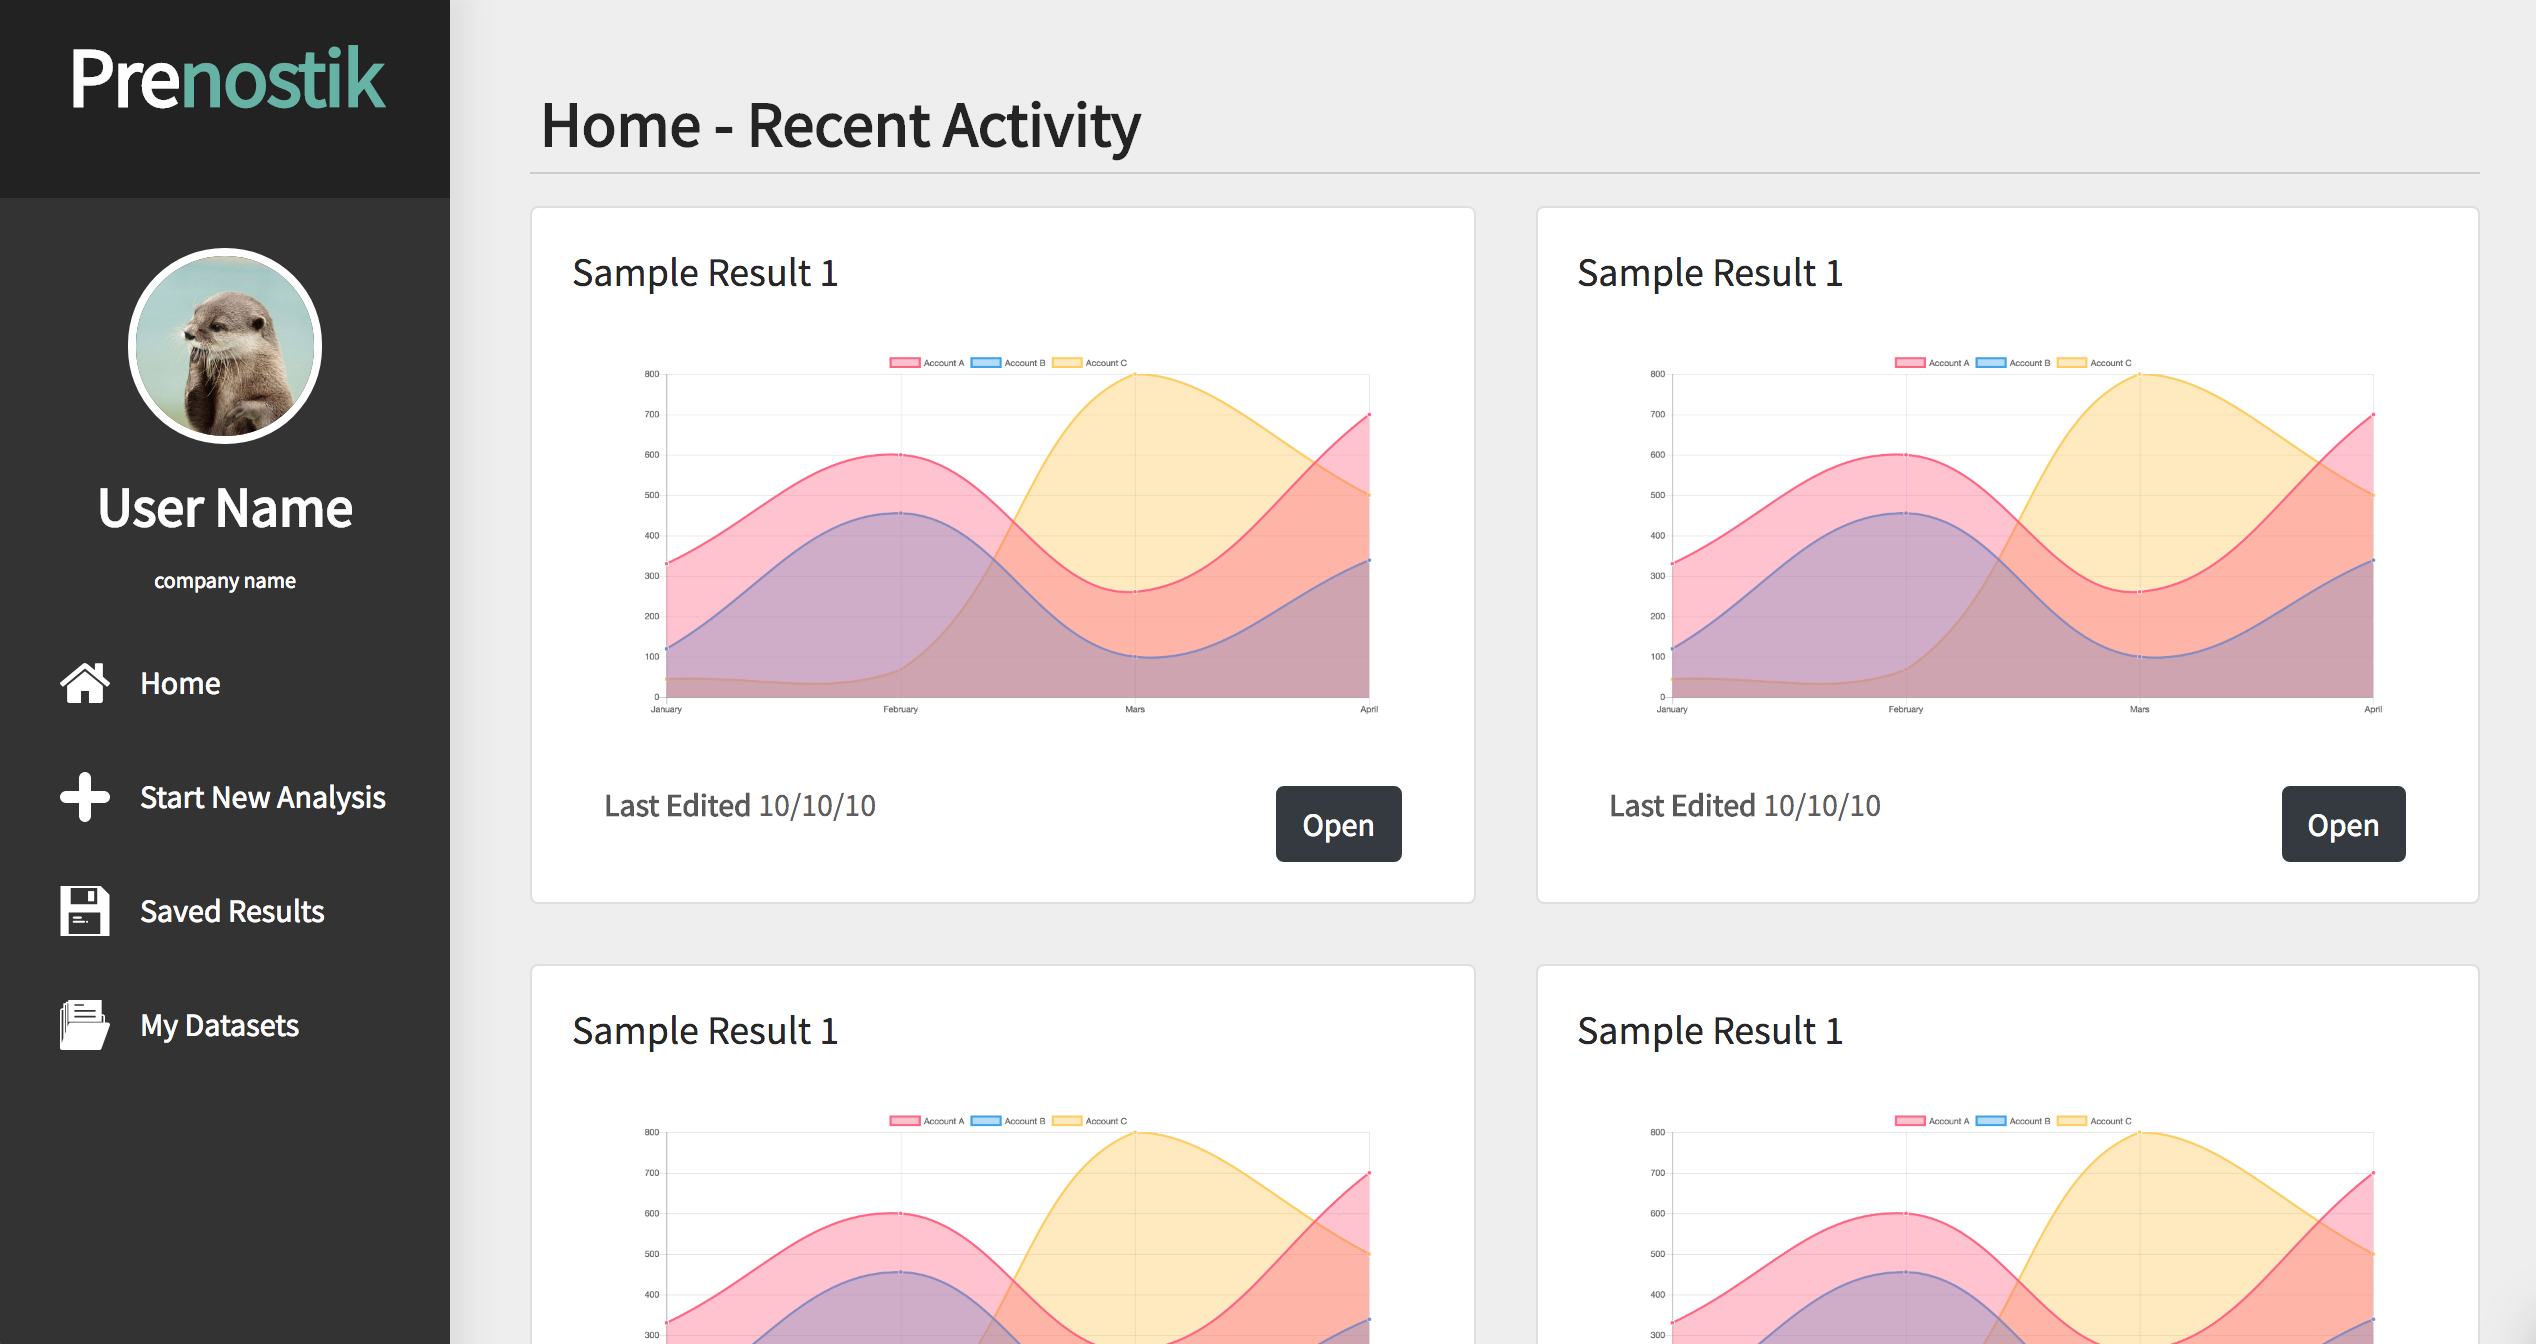 Prenostik
User Name
company name
Home
Start New Analysis
Saved Results
My Datasets
Home - Recent Activity
Sample Result 1
Account A Account B Account C
800
700
600
500
400
300
200
100
0
January February Mars April
Last Edited 10/10/10
Open
Sample Result 1
Account A Account B Account C
800
700
600
500
400
300
200
100
0
January February Mars April
Last Edited 10/10/10
Open
Sample Result 1
Account A Account B Account C
800
700
600
500
400
300
Sample Result 1
Account A Account B Account C
800
700
600
500
400
300